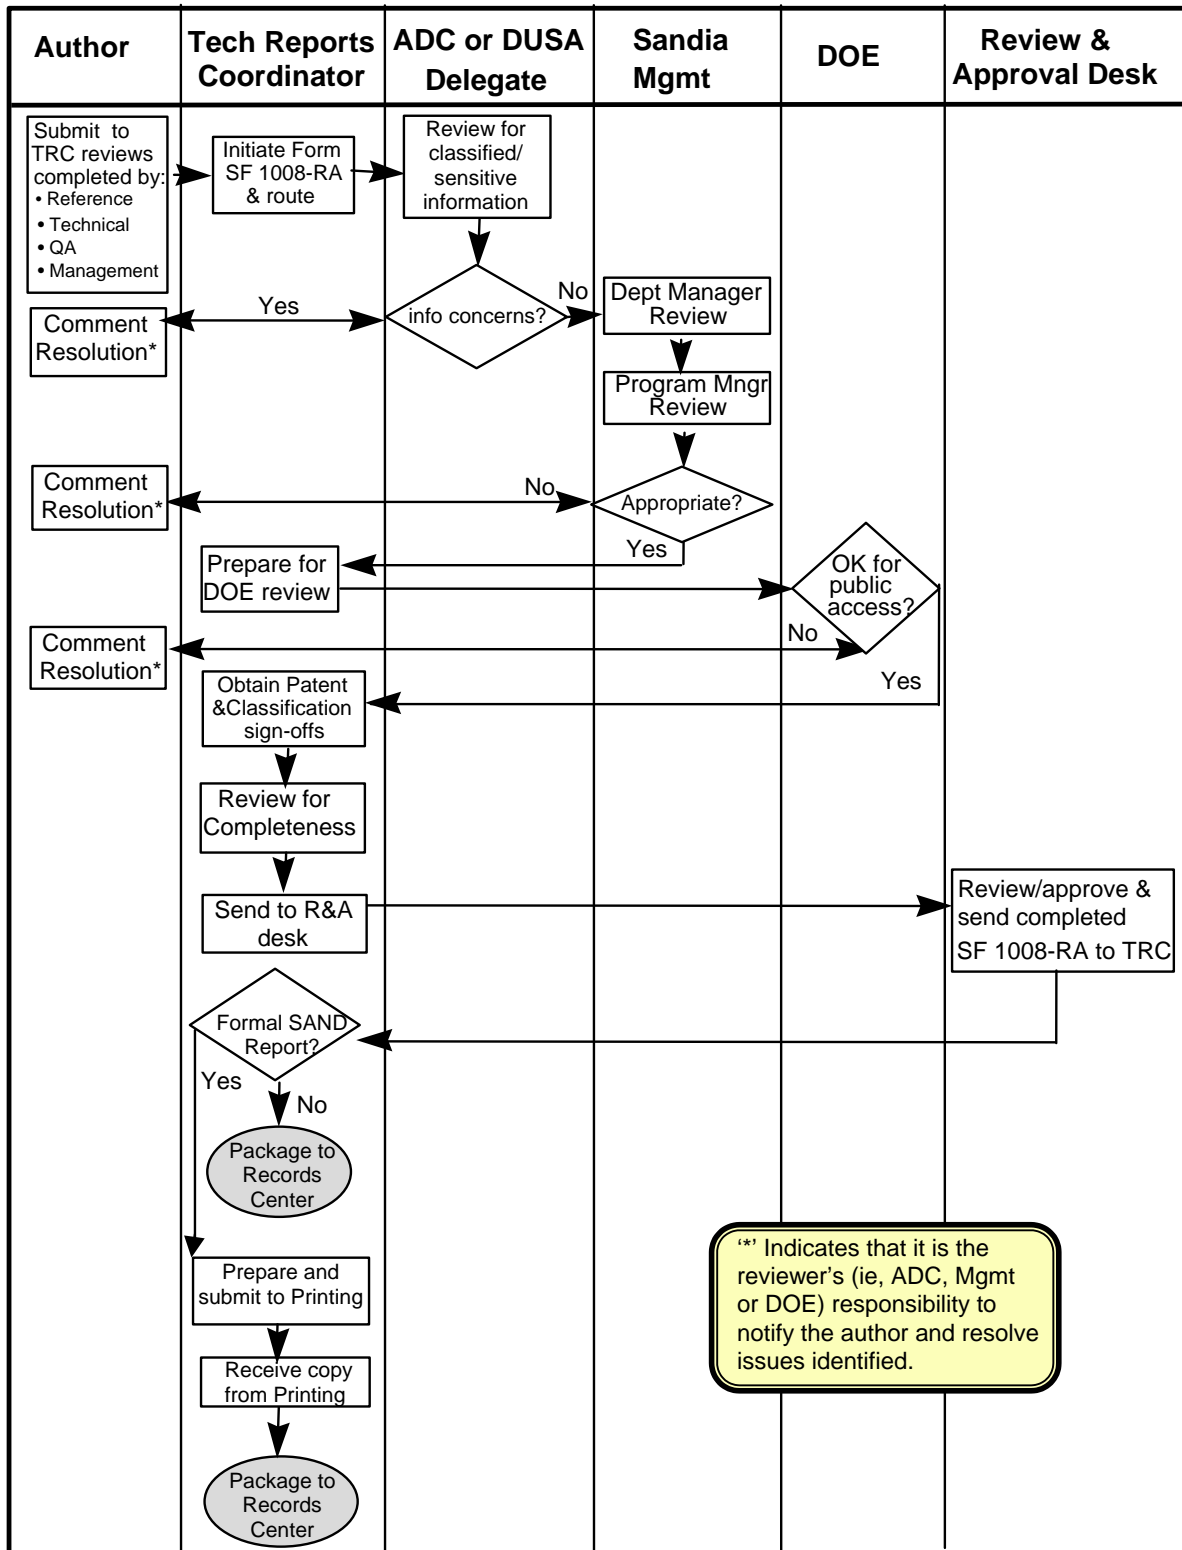 Author
Tech Reports
Coordinator
ADC or DUSA
Delegate
Sandia
Mgmt
DOE
Review &
Approval Desk
Submit to
TRC reviews
completed by:
• Reference
• Technical
• QA
• Management
Initiate Form
SF 1008-RA
& route
Review for
classified/
sensitive
information
info concerns?
Yes
No
Comment
Resolution*
Dept Manager
Review
Program Mngr
Review
Appropriate?
No
Yes
Comment
Resolution*
Prepare for
DOE review
OK for
public
access?
No
Yes
Comment
Resolution*
Obtain Patent
&Classification
sign-offs
Review for
Completeness
Send to R&A
desk
Review/approve &
send completed
SF 1008-RA to TRC
Formal SAND
Report?
Yes
No
Package to
Records
Center
Prepare and
submit to Printing
Receive copy
from Printing
Package to
Records
Center
‘*’ Indicates that it is the
reviewer's (ie, ADC, Mgmt
or DOE) responsibility to
notify the author and resolve
issues identified.